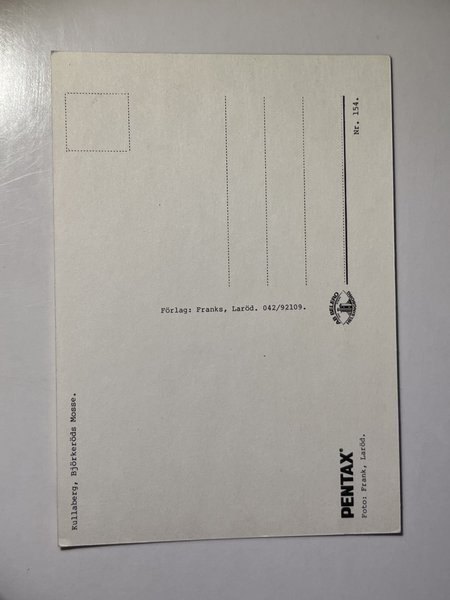 Kullaberg, Björkeröds Mosse.
Förlag: Franks, Laröd. 042/92109.
Nr. 154.
PENTAX®
Foto: Frank, Laröd.